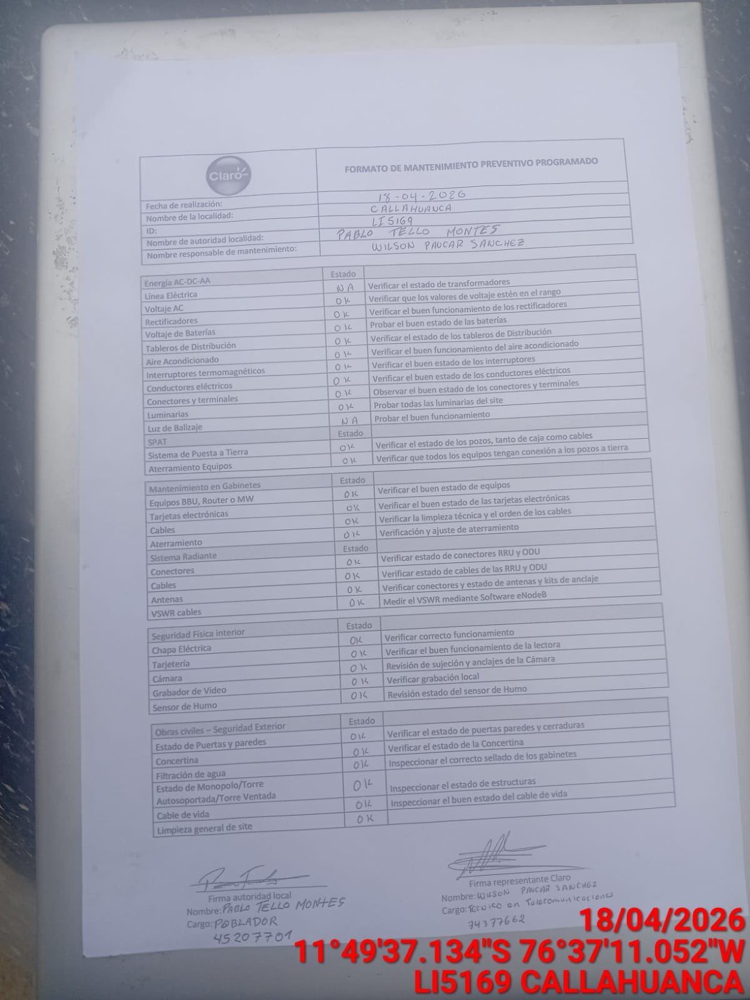 Claro
FORMATO DE MANTENIMIENTO PREVENTIVO PROGRAMADO
Fecha de realización: 18-04-2026
Nombre de la localidad: CALLAHUANCA
ID: LI5169
Nombre de autoridad localidad: PABLO TELLO MONTES
Nombre responsable de mantenimiento: WILSON PAUCAR SANCHEZ
Energía AC-DC-AA Estado
Línea Eléctrica NA Verificar el estado de transformadores
Voltaje AC OK Verificar que los valores de voltaje estén en el rango
Rectificadores OK Verificar el buen funcionamiento de los rectificadores
Voltaje de Baterías OK Probar el buen estado de las baterías
Tableros de Distribución OK Verificar el estado de los tableros de Distribución
Aire Acondicionado OK Verificar el buen funcionamiento del aire acondicionado
Interruptores termomagnéticos OK Verificar el buen estado de los interruptores
Conductores eléctricos OK Verificar el buen estado de los conductores eléctricos
Conectores y terminales OK Observar el buen estado de los conectores y terminales
Luminarias OK Probar todas las luminarias del site
Luz de Balizaje NA Probar el buen funcionamiento
SPAT Estado
Sistema de Puesta a Tierra OK Verificar el estado de los pozos, tanto de caja como cables
Aterramiento Equipos OK Verificar que todos los equipos tengan conexión a los pozos a tierra
Mantenimiento en Gabinetes Estado
Equipos BBU, Router o MW OK Verificar el buen estado de equipos
Tarjetas electrónicas OK Verificar el buen estado de las tarjetas electrónicas
Cables OK Verificar la limpieza técnica y el orden de los cables
Aterramiento OK Verificación y ajuste de aterramiento
Sistema Radiante Estado
Conectores OK Verificar estado de conectores RRU y ODU
Cables OK Verificar estado de cables de las RRU y ODU
Antenas OK Verificar conectores y estado de antenas y kits de anclaje
VSWR cables OK Medir el VSWR mediante Software eNodeB
Seguridad Física interior Estado
Chapa Eléctrica OK Verificar correcto funcionamiento
Tarjetería OK Verificar el buen funcionamiento de la lectora
Cámara OK Revisión de sujeción y anclajes de la Cámara
Grabador de Video OK Verificar grabación local
Sensor de Humo OK Revisión estado del sensor de Humo
Obras civiles – Seguridad Exterior Estado
Estado de Puertas y paredes OK Verificar el estado de puertas paredes y cerraduras
Concertina OK Verificar el estado de la Concertina
Filtración de agua OK Inspeccionar el correcto sellado de los gabinetes
Estado de Monopolo/Torre
Autosoportada/Torre Ventada OK Inspeccionar el estado de estructuras
Cable de vida OK Inspeccionar el buen estado del cable de vida
Limpieza general de site OK
Firma autoridad local
Nombre: PABLO TELLO MONTES
Cargo: POBLADOR
45207701
Firma representante Claro
Nombre: WILSON PAUCAR SANCHEZ
Cargo: Tecnico en Telecomunicaciones
74377662
18/04/2026
11°49'37.134"S 76°37'11.052"W
LI5169 CALLAHUANCA